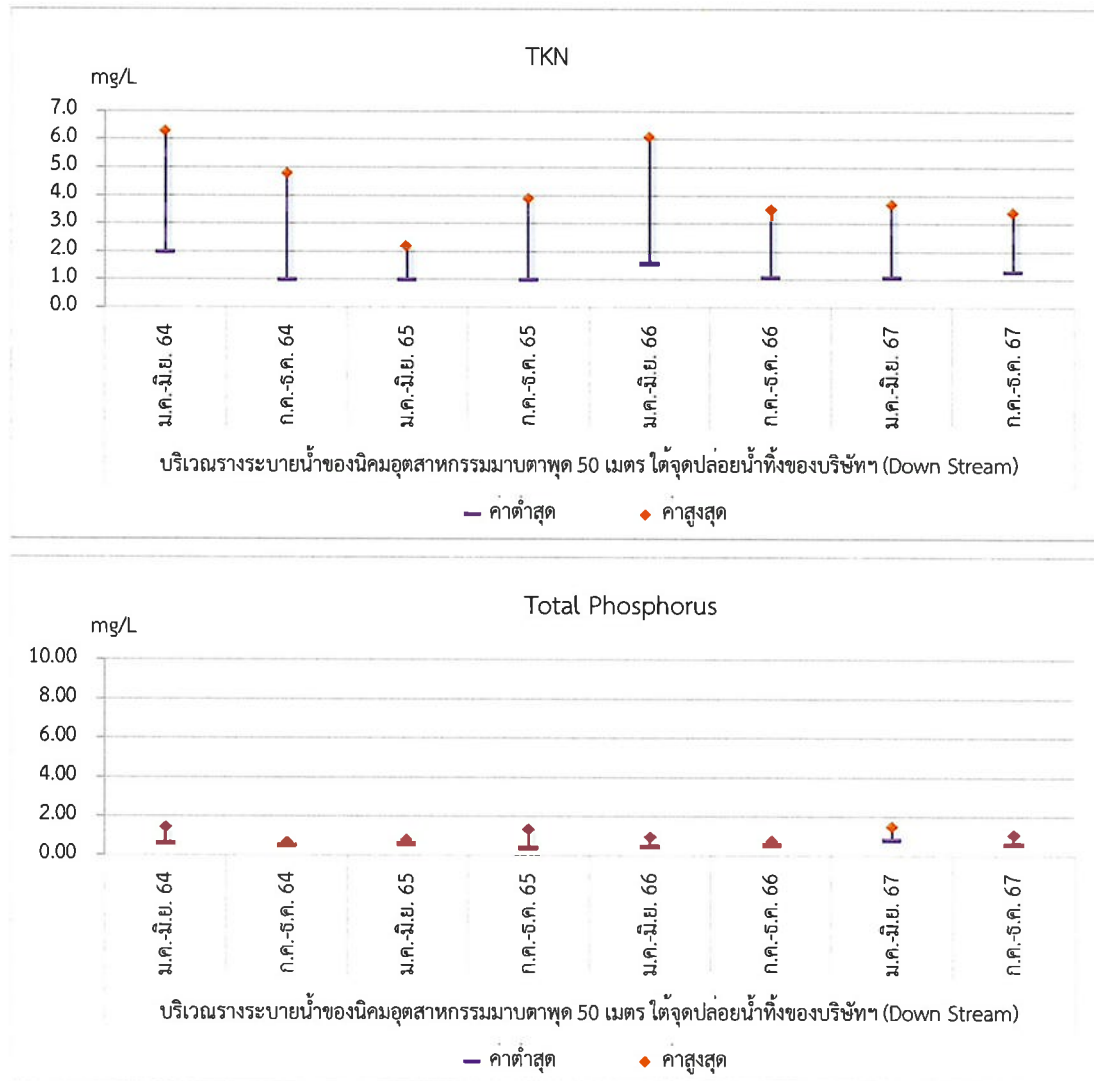 TKN
mg/L
7.0
6.0
5.0
4.0
3.0
2.0
1.0
0.0
ม.ค.-มิ.ย. 64
ก.ค.-ธ.ค. 64
ม.ค.-มิ.ย. 65
ก.ค.-ธ.ค. 65
ม.ค.-มิ.ย. 66
ก.ค.-ธ.ค. 66
ม.ค.-มิ.ย. 67
ก.ค.-ธ.ค. 67
บริเวณรางระบายน้ำของนิคมอุตสาหกรรมมาบตาพุด 50 เมตร ใต้จุดปล่อยน้ำทิ้งของบริษัทฯ (Down Stream)
ค่าต่ำสุด ค่าสูงสุด
Total Phosphorus
mg/L
10.00
8.00
6.00
4.00
2.00
0.00
ม.ค.-มิ.ย. 64
ก.ค.-ธ.ค. 64
ม.ค.-มิ.ย. 65
ก.ค.-ธ.ค. 65
ม.ค.-มิ.ย. 66
ก.ค.-ธ.ค. 66
ม.ค.-มิ.ย. 67
ก.ค.-ธ.ค. 67
บริเวณรางระบายน้ำของนิคมอุตสาหกรรมมาบตาพุด 50 เมตร ใต้จุดปล่อยน้ำทิ้งของบริษัทฯ (Down Stream)
ค่าต่ำสุด ค่าสูงสุด